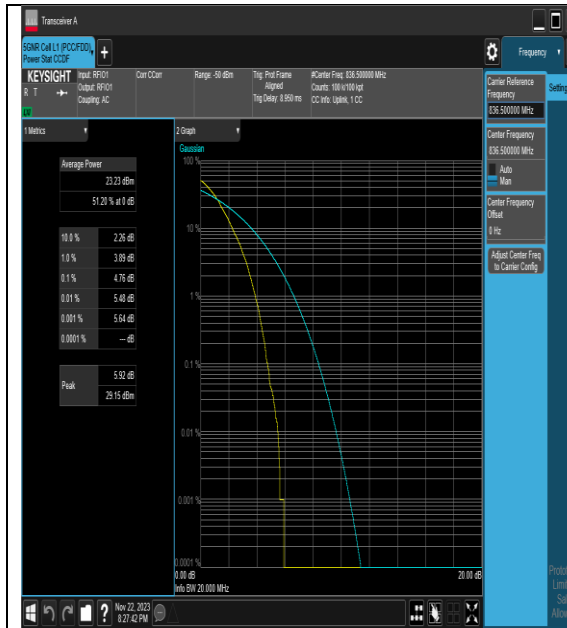 Transceiver A
5GNR Cell L1 (PCC/FDD)
Power Stat CCDF
+
Frequency
KEYSIGHT
R T
Input: RFIO1
Output: RFIO1
Coupling: AC
Corr CCorr
Range: -50 dBm
Trig: Prot Frame
Aligned
Trig Delay: 8.950 ms
#Center Freq: 836.500000 MHz
Counts: 100 k/100 kpt
CC Info: Uplink, 1 CC
1 Metrics
Average Power
23.23 dBm
51.20 % at 0 dB
10.0 % 2.26 dB
1.0 % 3.89 dB
0.1 % 4.76 dB
0.01 % 5.48 dB
0.001 % 5.64 dB
0.0001 % --- dB
Peak
5.92 dB
29.15 dBm
2 Graph
Gaussian
100 %
10 %
1 %
0.1 %
0.01 %
0.001 %
0.0001 %
0.00 dB
20.00 dB
Info BW 20.000 MHz
Carrier Reference
Frequency
836.500000 MHz
Center Frequency
836.500000 MHz
Auto
Man
Center Frequency
Offset
0 Hz
Adjust Center Freq
to Carrier Config
Setting
Nov 22, 2023
8:27:42 PM
?